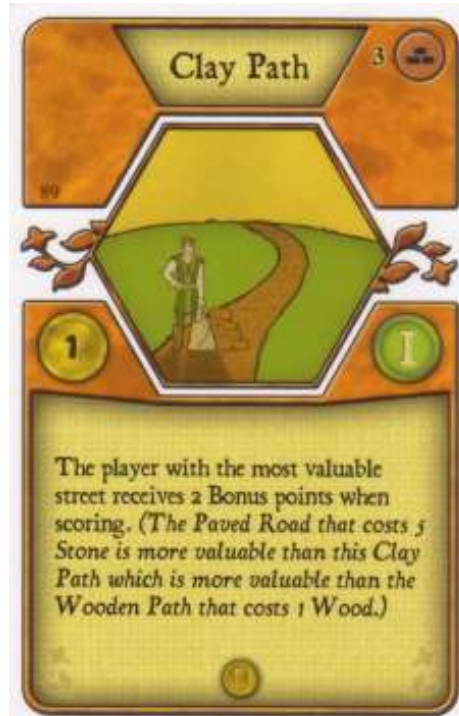 Clay Path
3
89
1
I
The player with the most valuable
street receives 2 Bonus points when
scoring. (The Paved Road that costs 5
Stone is more valuable than this Clay
Path which is more valuable than the
Wooden Path that costs 1 Wood.)